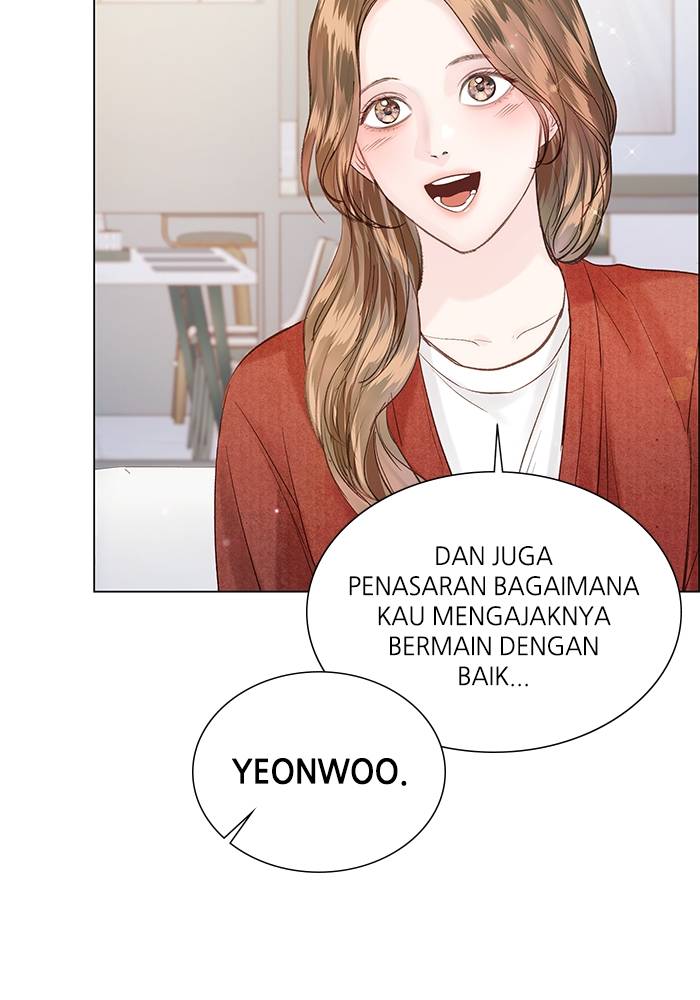 DAN JUGA
PENASARAN BAGAIMANA
KAU MENGAJAKNYA
BERMAIN DENGAN
BAIK...
YEONWOO.